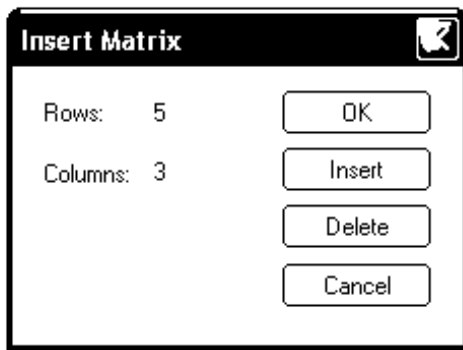 Insert Matrix
Rows: 5
OK
Columns: 3
Insert
Delete
Cancel